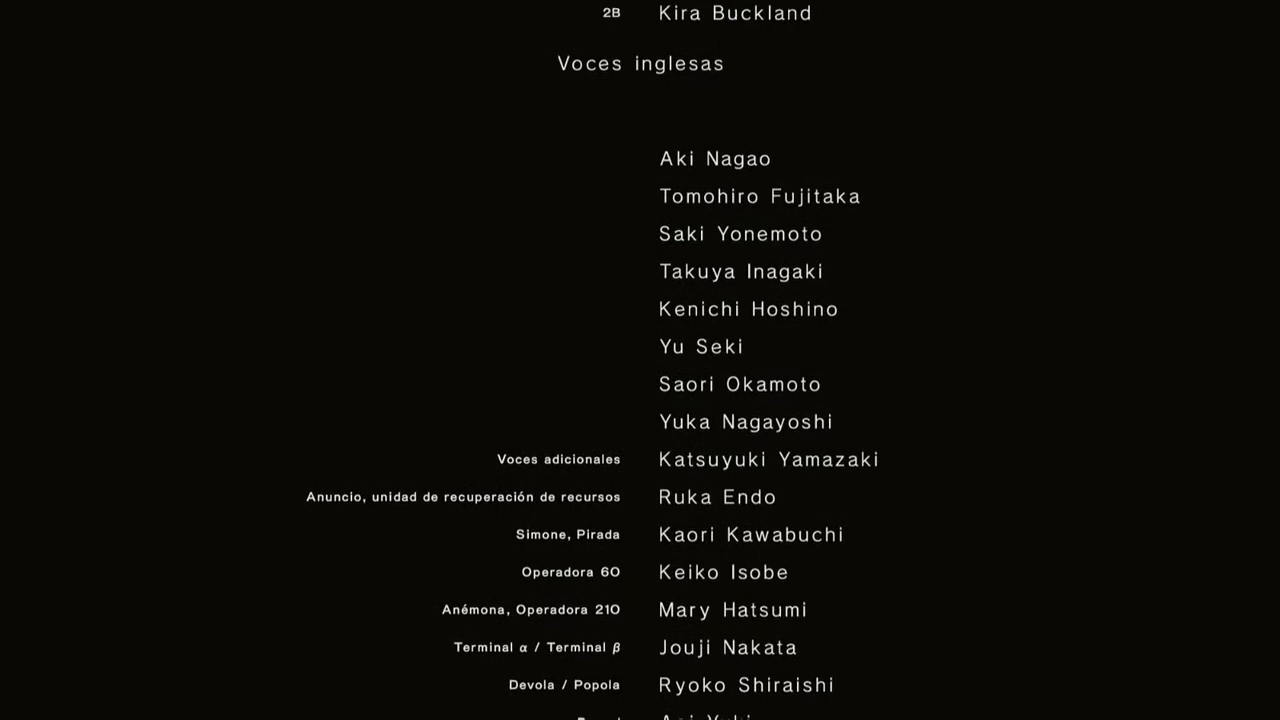 2B Kira Buckland
Voces inglesas
Aki Nagao
Tomohiro Fujitaka
Saki Yonemoto
Takuya Inagaki
Kenichi Hoshino
Yu Seki
Saori Okamoto
Yuka Nagayoshi
Voces adicionales Katsuyuki Yamazaki
Anuncio, unidad de recuperación de recursos Ruka Endo
Simone, Pirada Kaori Kawabuchi
Operadora 6O Keiko Isobe
Anémona, Operadora 21O Mary Hatsumi
Terminal α / Terminal β Jouji Nakata
Devola / Popola Ryoko Shiraishi